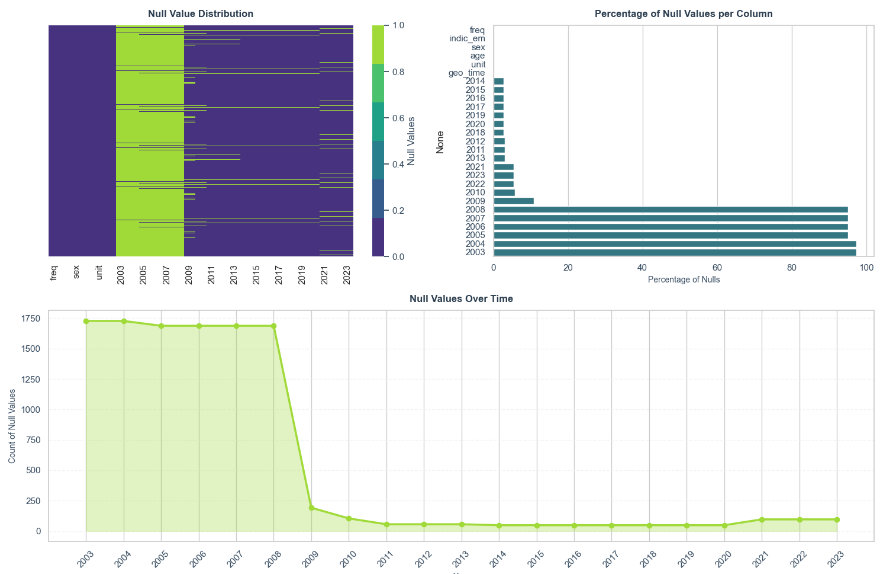 Null Value Distribution
1.0
0.8
0.6
0.4
0.2
0.0
Null Values
freq
sex
unit
2003
2005
2007
2009
2011
2013
2015
2017
2019
2021
2023
Percentage of Null Values per Column
None
freq
indic_em
sex
age
unit
geo_time
2014
2015
2016
2017
2019
2020
2018
2012
2011
2013
2021
2023
2022
2010
2009
2008
2007
2006
2005
2004
2003
0 20 40 60 80 100
Percentage of Nulls
Null Values Over Time
Count of Null Values
1750
1500
1250
1000
750
500
250
0
2003 2004 2005 2006 2007 2008 2009 2010 2011 2012 2013 2014 2015 2016 2017 2018 2019 2020 2021 2022 2023